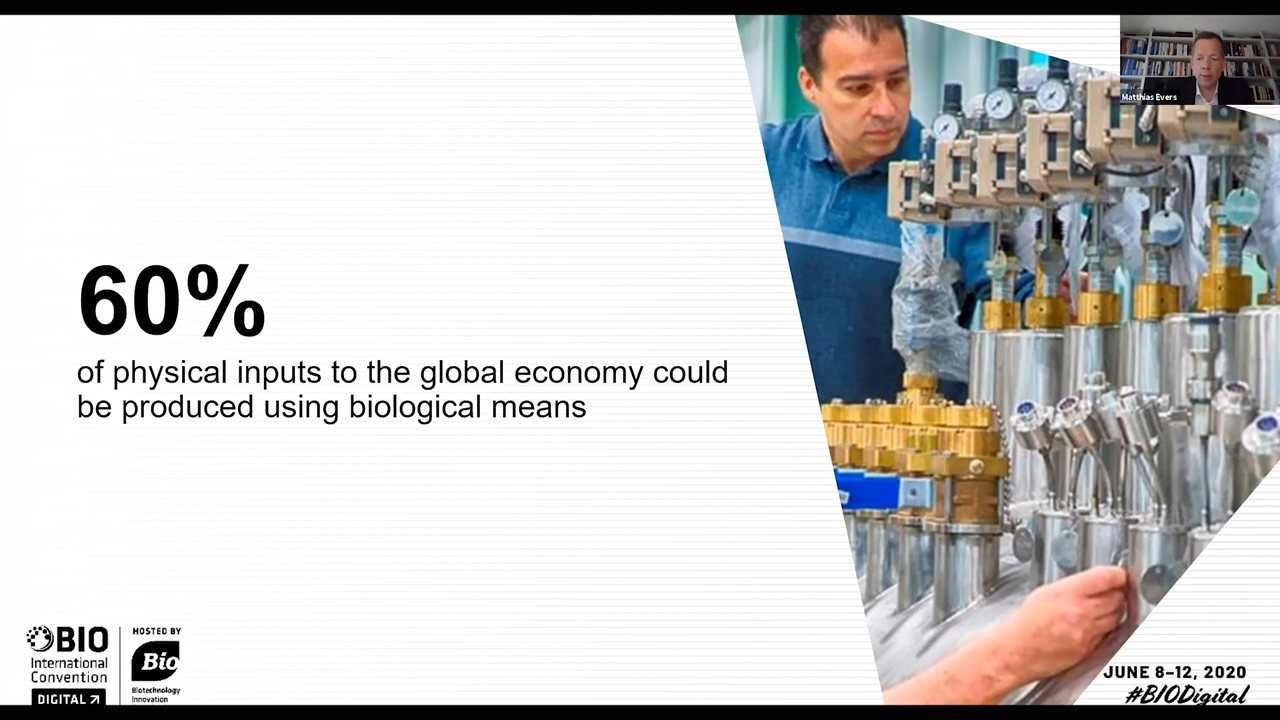 Matthias Evers
60%
of physical inputs to the global economy could
be produced using biological means
BIO
International
Convention
DIGITAL
HOSTED BY
Bio
Biotechnology
Innovation
JUNE 8–12, 2020
#BIODigital